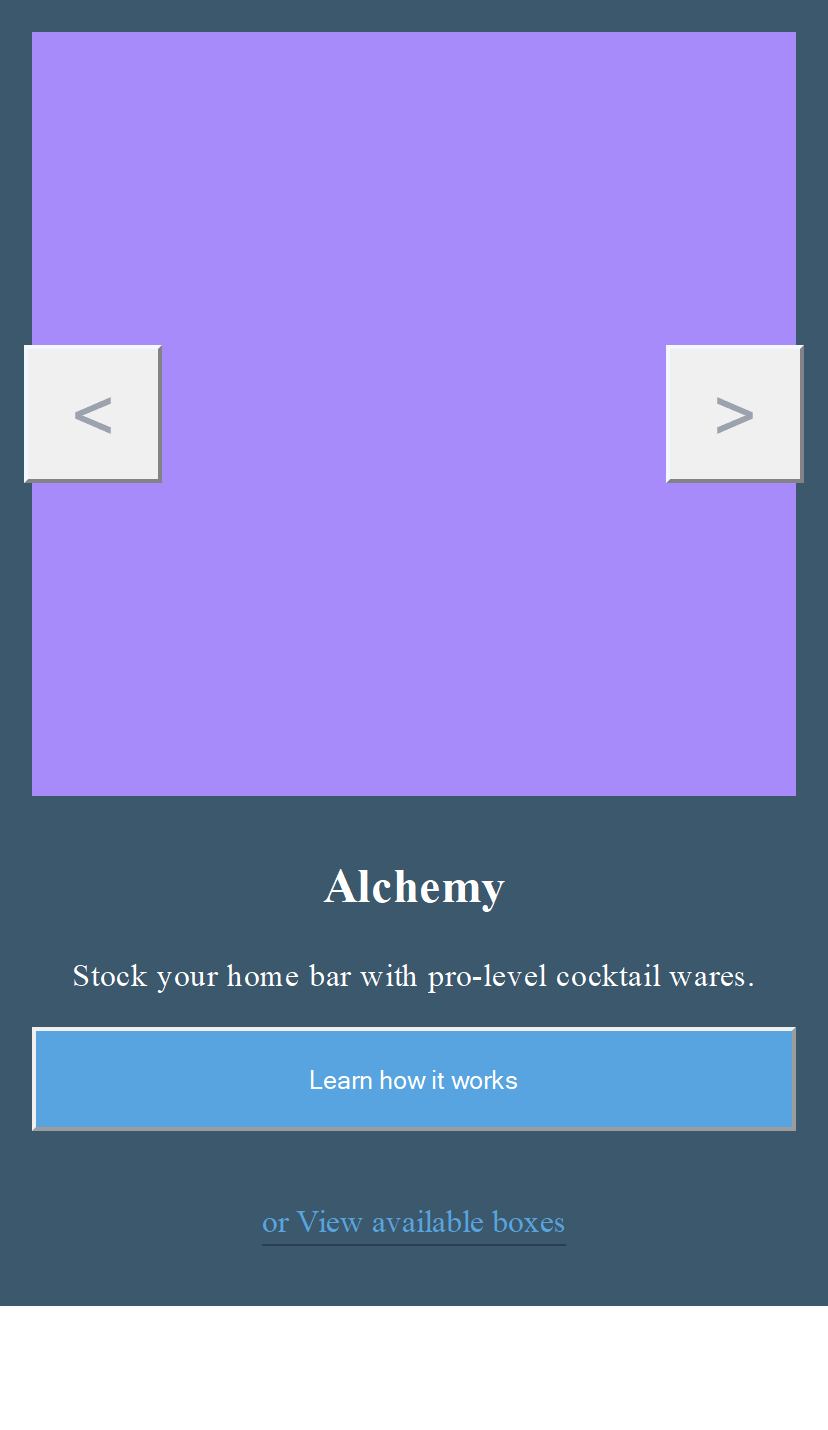 < >
Alchemy
Stock your home bar with pro-level cocktail wares.
Learn how it works
or View available boxes